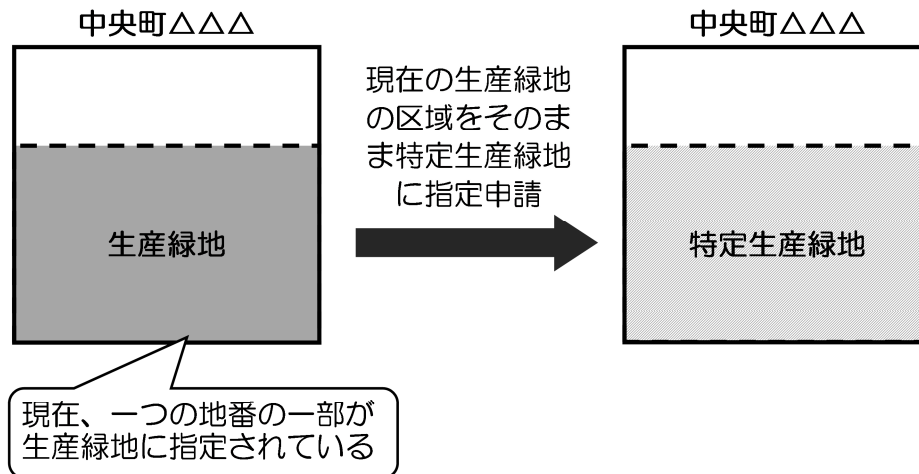 中央町△△△
生産緑地
現在、一つの地番の一部が
生産緑地に指定されている
現在の生産緑地
の区域をそのま
ま特定生産緑地
に指定申請
中央町△△△
特定生産緑地